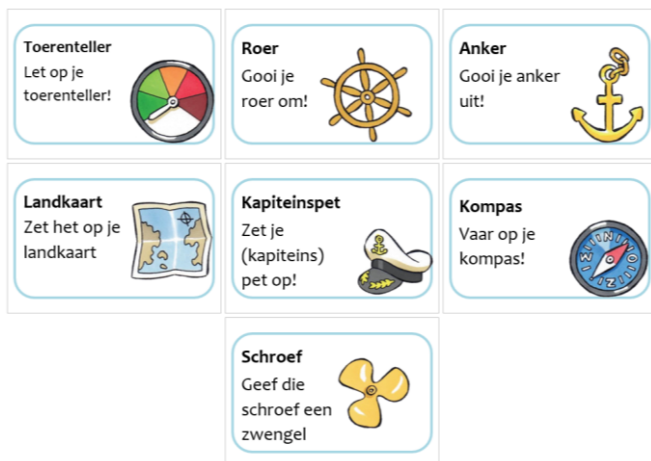 Toerenteller
Let op je
toerenteller!
Roer
Gooi je
roer om!
Anker
Gooi je anker
uit!
Landkaart
Zet het op je
landkaart
Kapiteinspet
Zet je
(kapiteins)
pet op!
Kompas
Vaar op je
kompas!
Schroef
Geef die
schroef een
zwengel